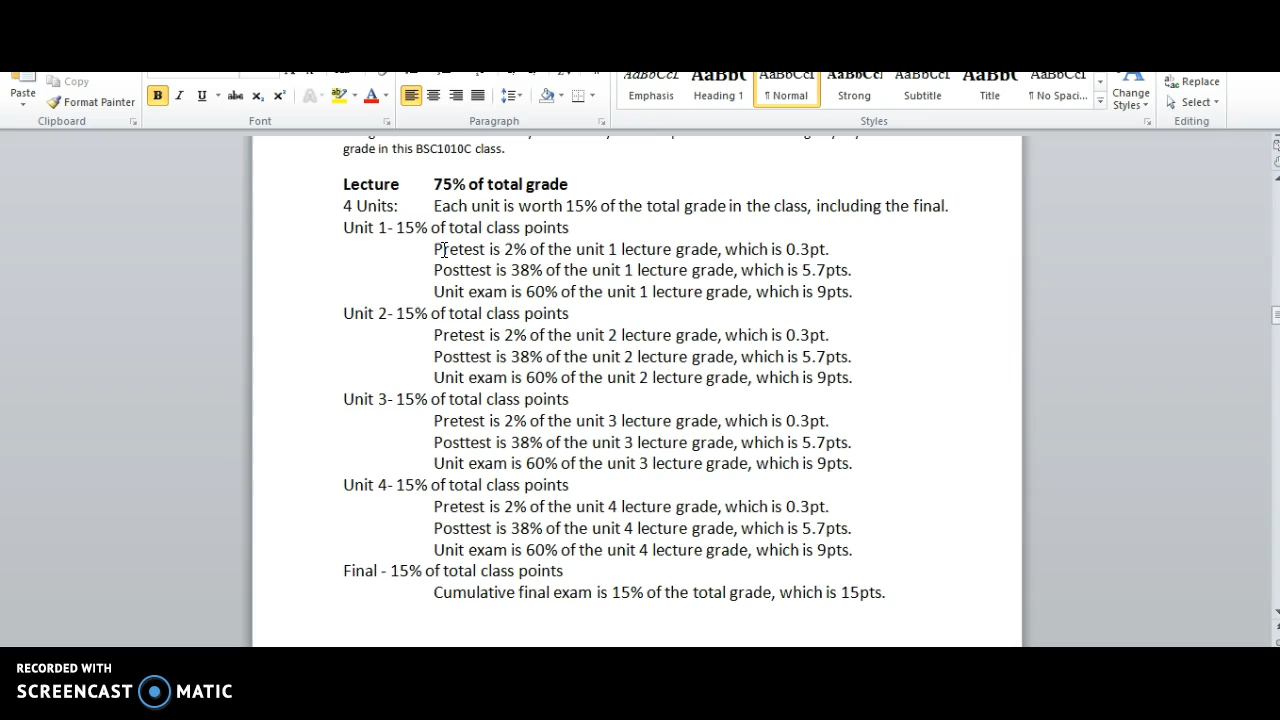 Copy
Replace
Paste
Format Painter
B I U abc x₂ x² A ab A
Emphasis
Heading 1
¶ Normal
Strong
Subtitle
Title
¶ No Spaci...
Change
Styles
Select
Clipboard
Font
Paragraph
Styles
Editing
grade in this BSC1010C class.
Lecture 75% of total grade
4 Units: Each unit is worth 15% of the total grade in the class, including the final.
Unit 1- 15% of total class points
Pretest is 2% of the unit 1 lecture grade, which is 0.3pt.
Posttest is 38% of the unit 1 lecture grade, which is 5.7pts.
Unit exam is 60% of the unit 1 lecture grade, which is 9pts.
Unit 2- 15% of total class points
Pretest is 2% of the unit 2 lecture grade, which is 0.3pt.
Posttest is 38% of the unit 2 lecture grade, which is 5.7pts.
Unit exam is 60% of the unit 2 lecture grade, which is 9pts.
Unit 3- 15% of total class points
Pretest is 2% of the unit 3 lecture grade, which is 0.3pt.
Posttest is 38% of the unit 3 lecture grade, which is 5.7pts.
Unit exam is 60% of the unit 3 lecture grade, which is 9pts.
Unit 4- 15% of total class points
Pretest is 2% of the unit 4 lecture grade, which is 0.3pt.
Posttest is 38% of the unit 4 lecture grade, which is 5.7pts.
Unit exam is 60% of the unit 4 lecture grade, which is 9pts.
Final - 15% of total class points
Cumulative final exam is 15% of the total grade, which is 15pts.
RECORDED WITH
SCREENCAST MATIC